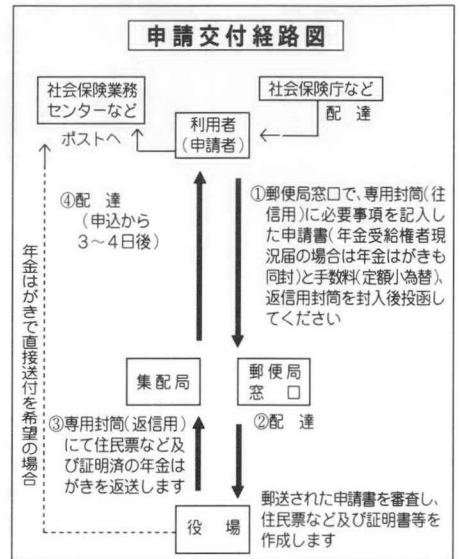 申請交付経路図
社会保険業務
センターなど
社会保険庁など
配 達
ポストへ
利用者
(申請者)
④配 達
(申込から
3〜4日後)
①郵便局窓口で、専用封筒(往
信用)に必要事項を記入し
た申請書(年金受給権者現
況届の場合は年金はがきも
同封)と手数料(定額小為替)、
返信用封筒を封入後投函し
てください
年金はがきで直接送付を希望の場合
集配局
郵便局
窓 口
③専用封筒(返信用)
にて住民票など及
び証明済の年金は
がきを返送します
②配達
役 場
郵送された申請書を審査し、
住民票など及び証明書等を
作成します